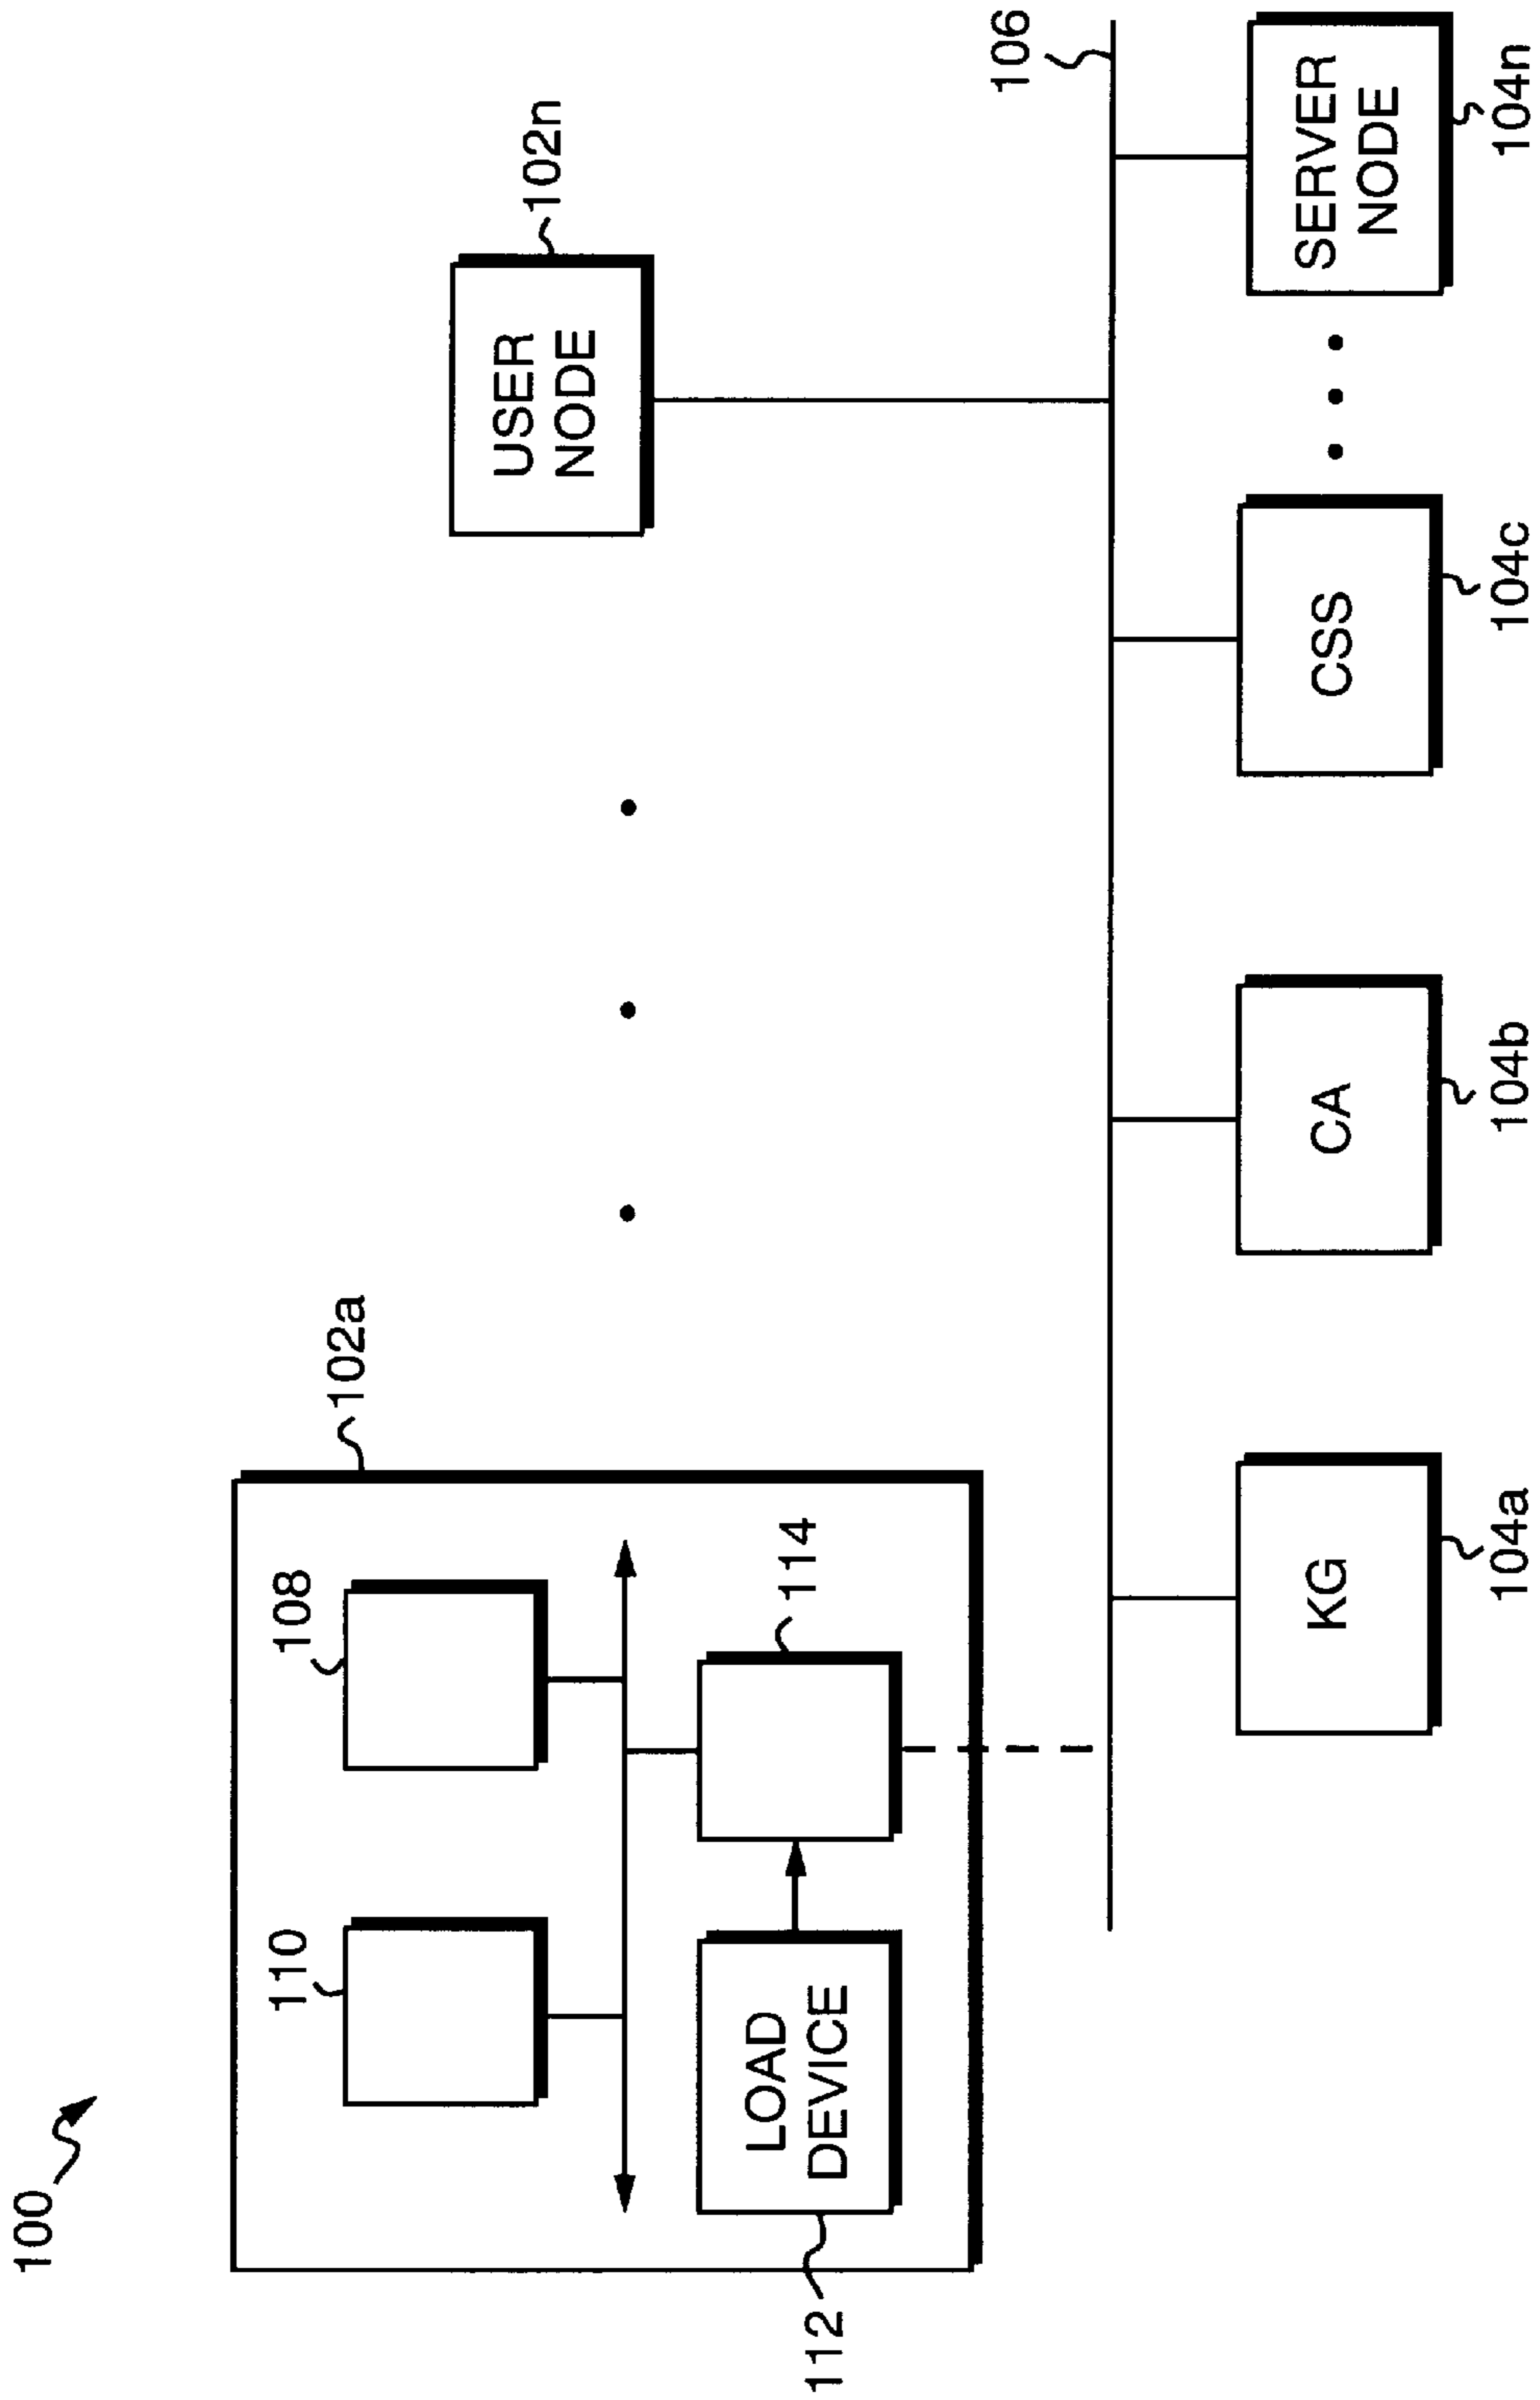 100
102a
110
108
LOAD
DEVICE
114
112
USER
NODE
102n
106
KG
104a
CA
104b
CSS
104c
SERVER
NODE
104n